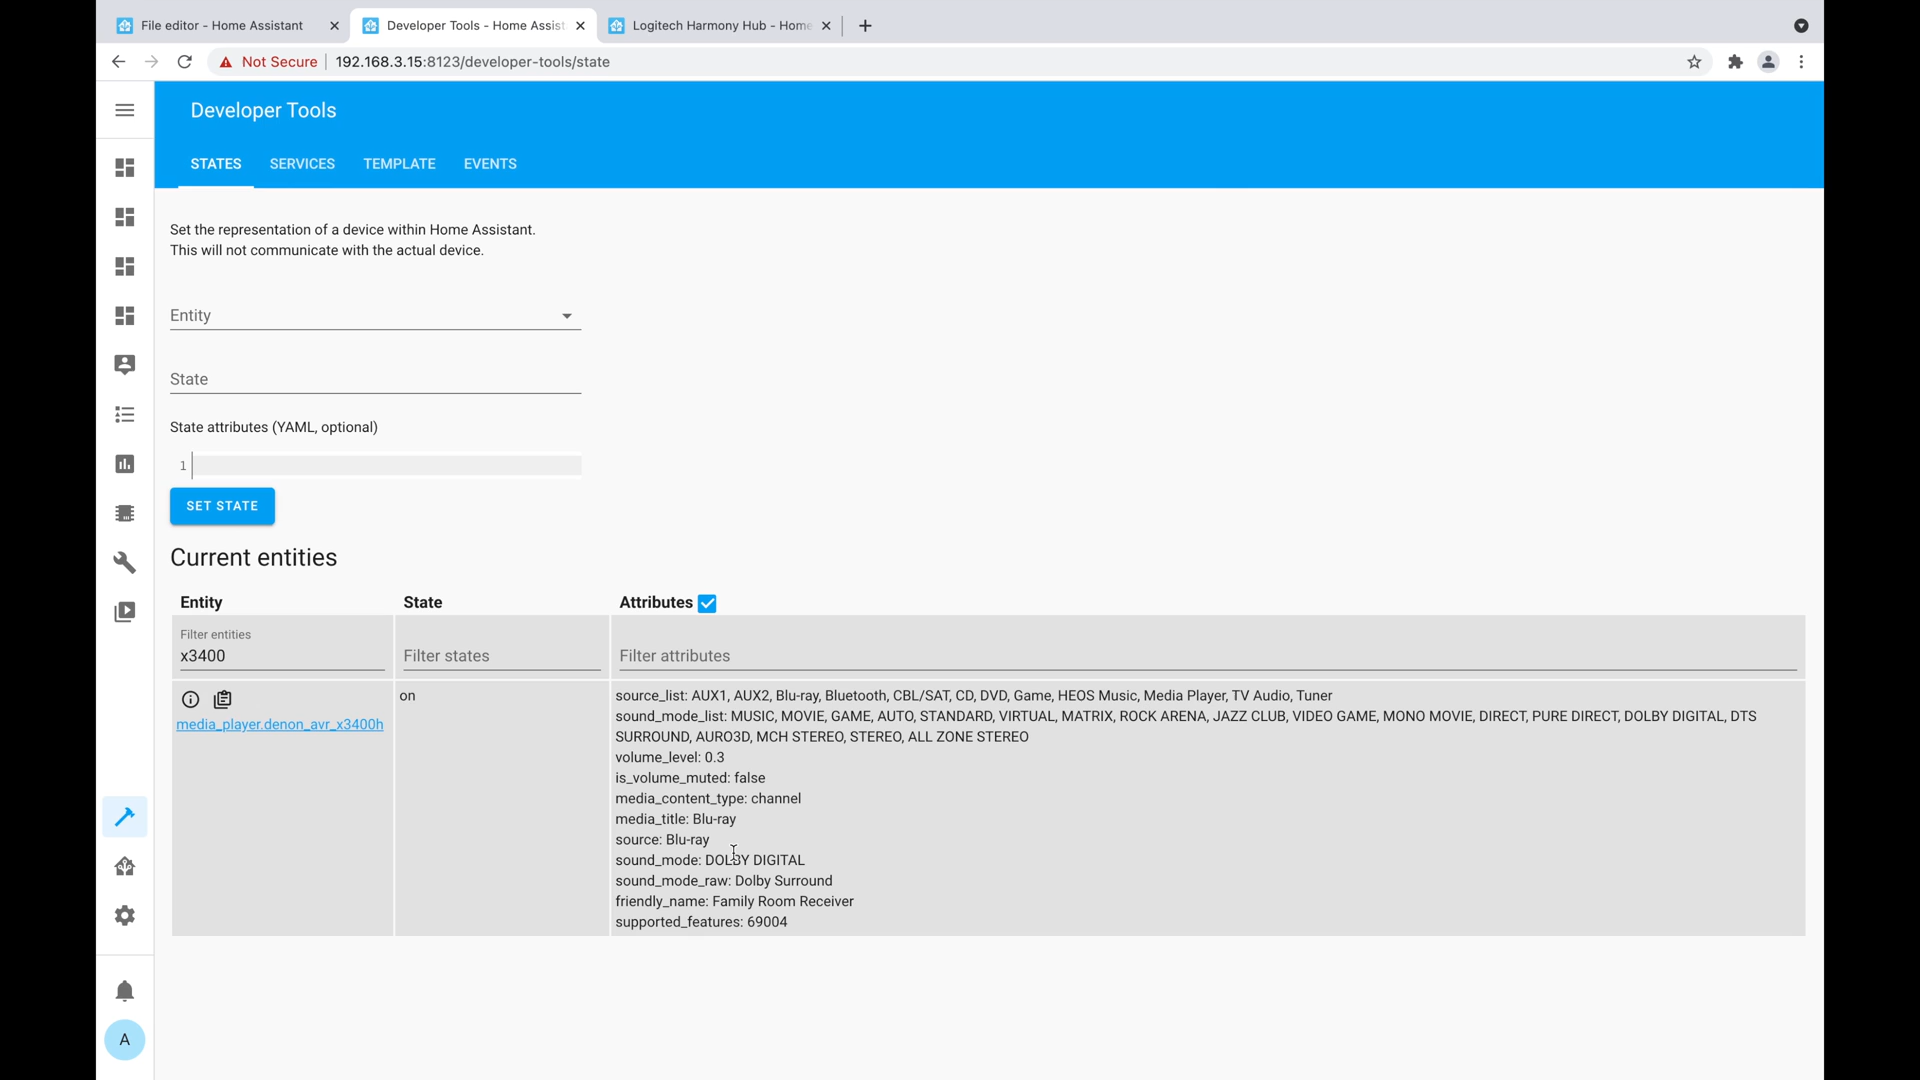 File editor - Home Assistant
Developer Tools - Home Assist
Logitech Harmony Hub - Home
Not Secure
192.168.3.15:8123/developer-tools/state
Developer Tools
STATES SERVICES TEMPLATE EVENTS
Set the representation of a device within Home Assistant.
This will not communicate with the actual device.
Entity
State
State attributes (YAML, optional)
1
SET STATE
Current entities
Entity State Attributes
Filter entities
x3400 Filter states Filter attributes
media_player.denon_avr_x3400h
on
source_list: AUX1, AUX2, Blu-ray, Bluetooth, CBL/SAT, CD, DVD, Game, HEOS Music, Media Player, TV Audio, Tuner
sound_mode_list: MUSIC, MOVIE, GAME, AUTO, STANDARD, VIRTUAL, MATRIX, ROCK ARENA, JAZZ CLUB, VIDEO GAME, MONO MOVIE, DIRECT, PURE DIRECT, DOLBY DIGITAL, DTS
SURROUND, AURO3D, MCH STEREO, STEREO, ALL ZONE STEREO
volume_level: 0.3
is_volume_muted: false
media_content_type: channel
media_title: Blu-ray
source: Blu-ray
sound_mode: DOLBY DIGITAL
sound_mode_raw: Dolby Surround
friendly_name: Family Room Receiver
supported_features: 69004
A